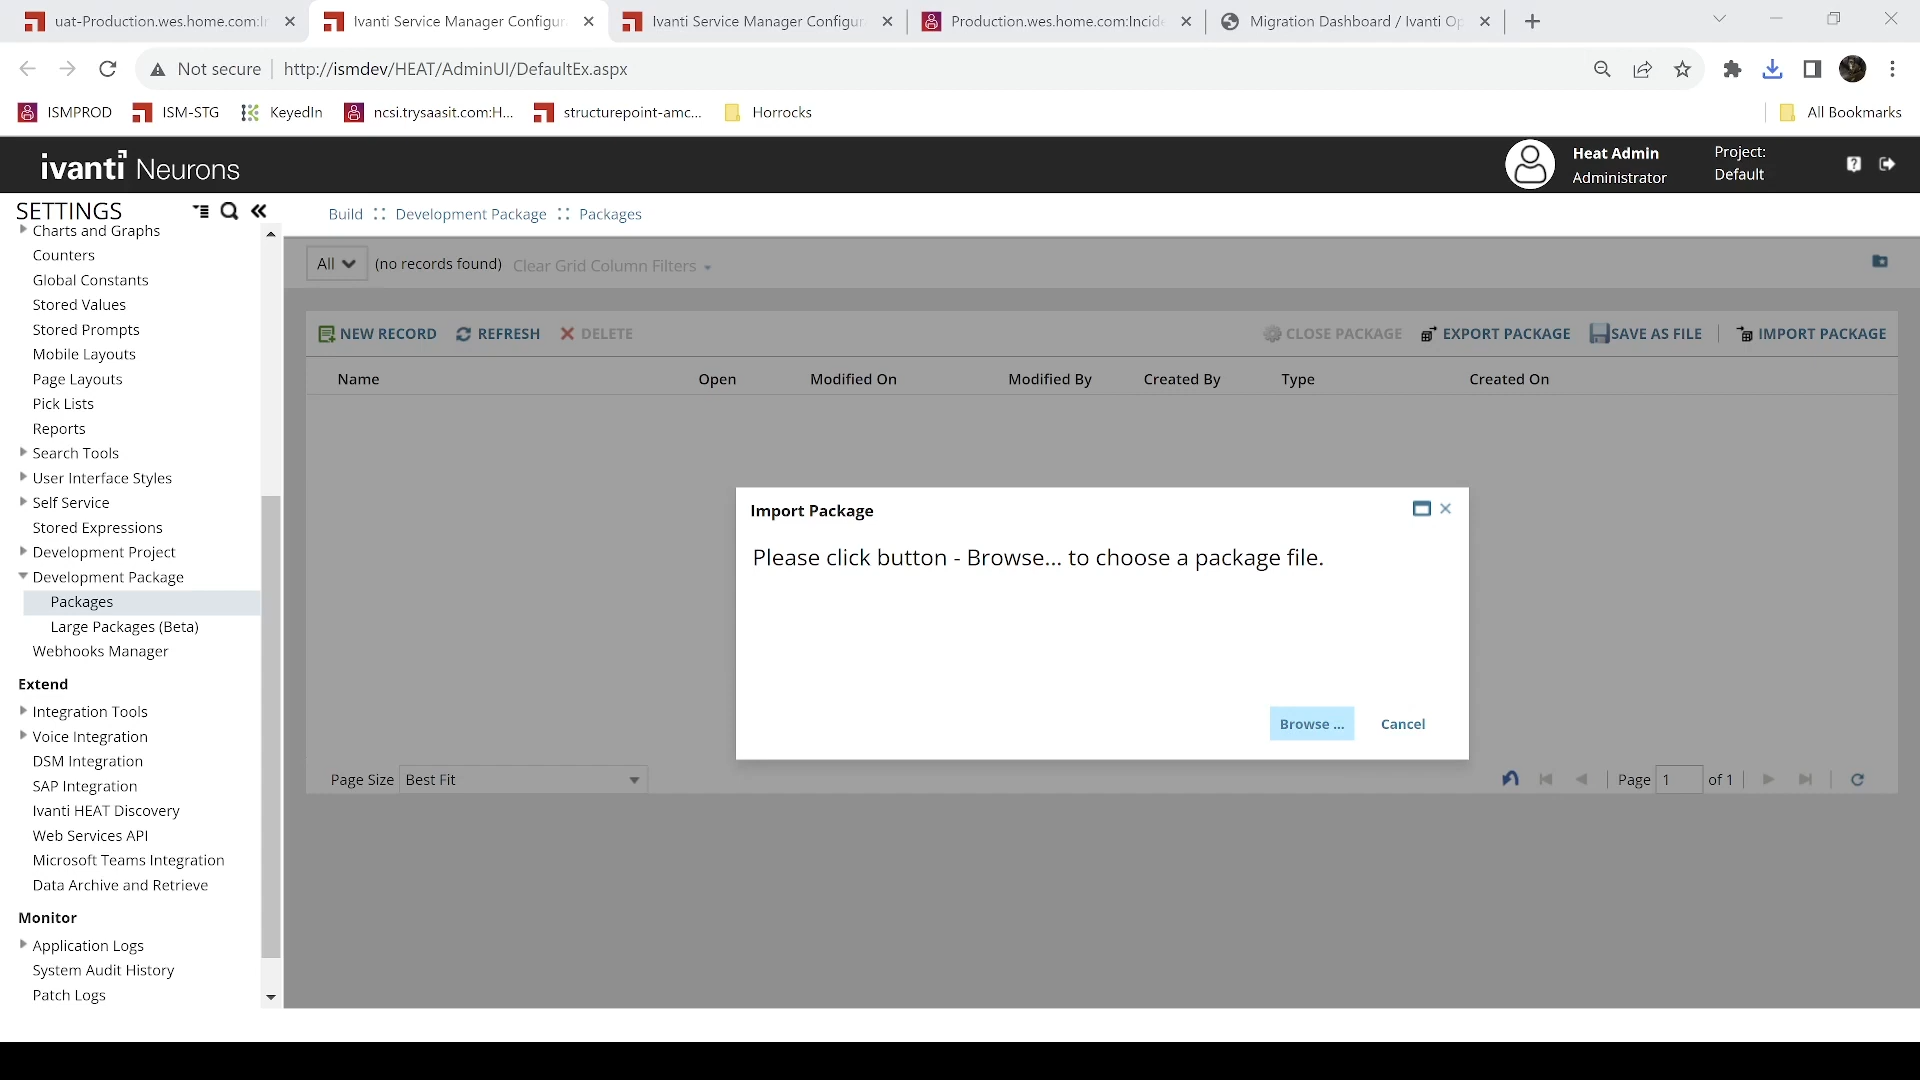 uat-Production.wes.home.com:In
Ivanti Service Manager Configura
Ivanti Service Manager Configura
Production.wes.home.com:Incide
Migration Dashboard / Ivanti Op
Not secure
http://ismdev/HEAT/AdminUI/DefaultEx.aspx
ISMPROD
ISM-STG
KeyedIn
ncsi.trysaasit.com:H...
structurepoint-amc...
Horrocks
All Bookmarks
ivanti Neurons
Heat Admin
Administrator
Project:
Default
SETTINGS
Build :: Development Package :: Packages
Charts and Graphs
Counters
Global Constants
Stored Values
Stored Prompts
Mobile Layouts
Page Layouts
Pick Lists
Reports
Search Tools
User Interface Styles
Self Service
Stored Expressions
Development Project
Development Package
Packages
Large Packages (Beta)
Webhooks Manager
Extend
Integration Tools
Voice Integration
DSM Integration
SAP Integration
Ivanti HEAT Discovery
Web Services API
Microsoft Teams Integration
Data Archive and Retrieve
Monitor
Application Logs
System Audit History
Patch Logs
All (no records found) Clear Grid Column Filters
NEW RECORD REFRESH DELETE CLOSE PACKAGE EXPORT PACKAGE SAVE AS FILE IMPORT PACKAGE
Name Open Modified On Modified By Created By Type Created On
Import Package
Please click button - Browse... to choose a package file.
Browse ... Cancel
Page Size Best Fit Page 1 of 1